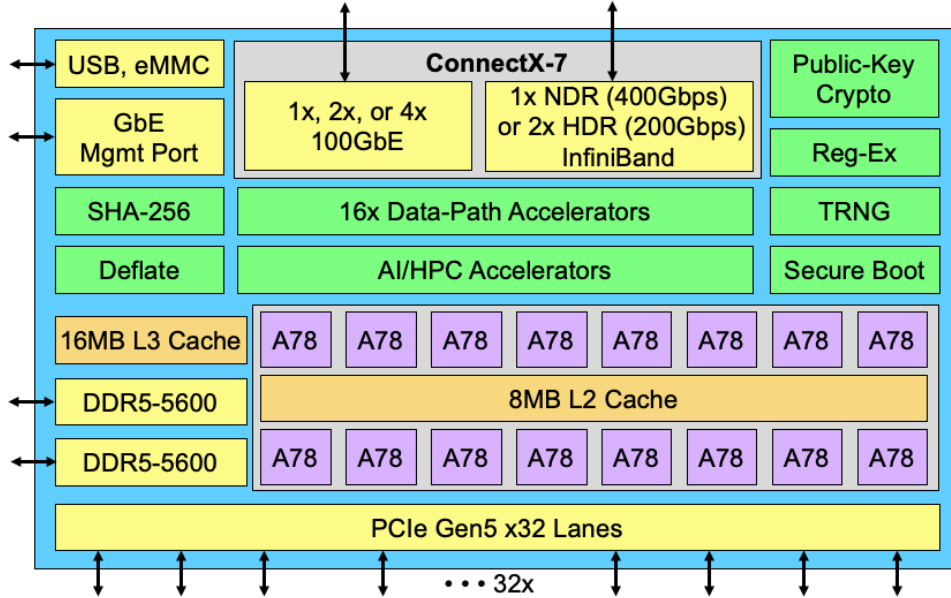 USB, eMMC
GbE
Mgmt Port
ConnectX-7
1x, 2x, or 4x
100GbE
1x NDR (400Gbps)
or 2x HDR (200Gbps)
InfiniBand
Public-Key
Crypto
Reg-Ex
SHA-256
16x Data-Path Accelerators
TRNG
Deflate
AI/HPC Accelerators
Secure Boot
16MB L3 Cache
A78 A78 A78 A78 A78 A78 A78 A78
DDR5-5600
8MB L2 Cache
DDR5-5600
A78 A78 A78 A78 A78 A78 A78 A78
PCIe Gen5 x32 Lanes
• • • 32x